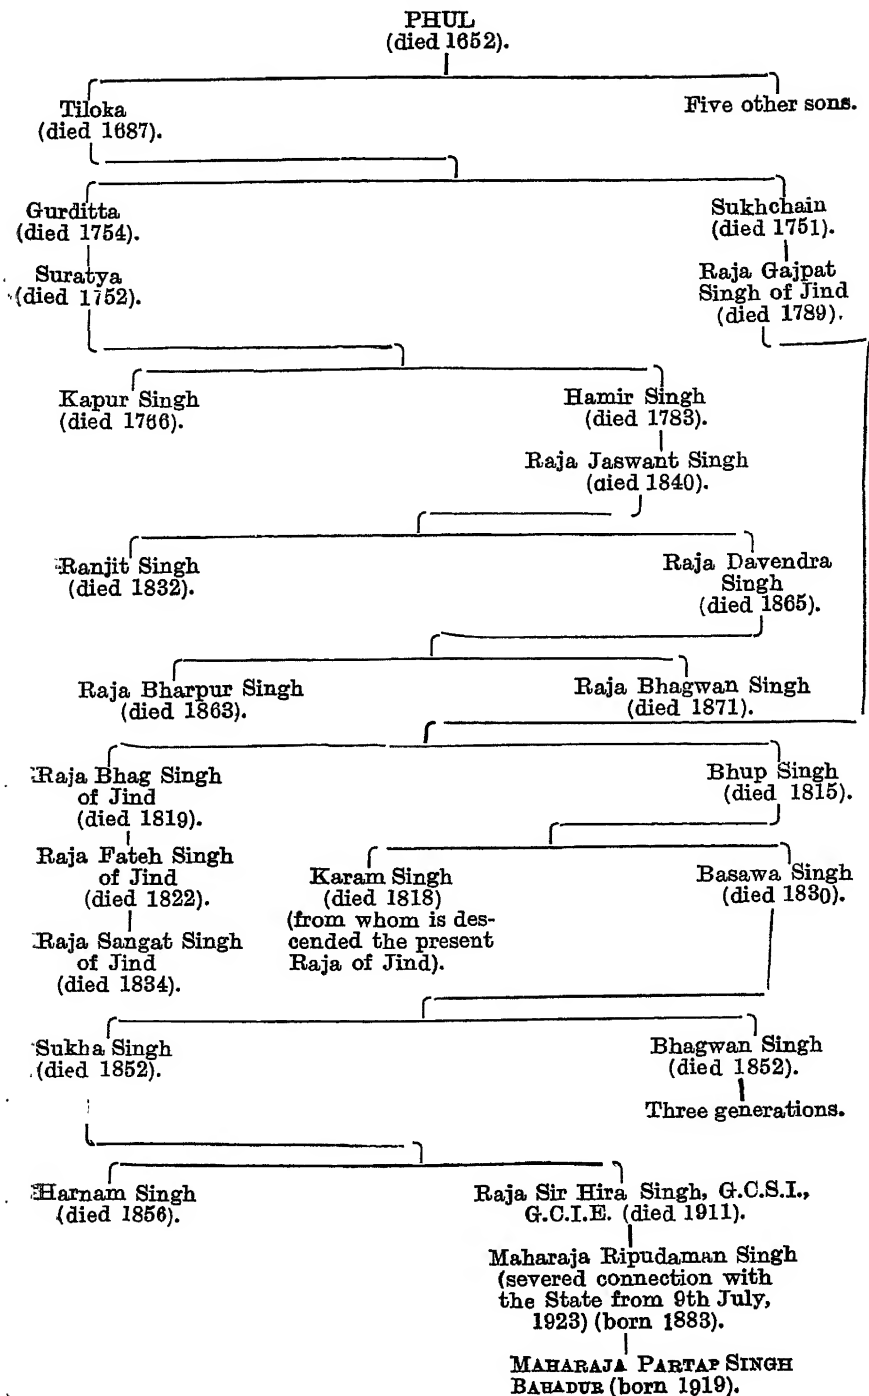 PHUL
(died 1652).
Tiloka
(died 1687).
Five other sons.
Gurditta
(died 1754).
Sukhchain
(died 1751).
Suratya
(died 1752).
Raja Gajpat
Singh of Jind
(died 1789).
Kapur Singh
(died 1766).
Hamir Singh
(died 1783).
Raja Jaswant Singh
(died 1840).
Ranjit Singh
(died 1832).
Raja Davendra
Singh
(died 1865).
Raja Bharpur Singh
(died 1863).
Raja Bhagwan Singh
(died 1871).
Raja Bhag Singh
of Jind
(died 1819).
Bhup Singh
(died 1815).
Raja Fateh Singh
of Jind
(died 1822).
Karam Singh
(died 1818)
(from whom is des-
cended the present
Raja of Jind).
Basawa Singh
(died 1830).
Raja Sangat Singh
of Jind
(died 1834).
Sukha Singh
(died 1852).
Bhagwan Singh
(died 1852).
Three generations.
Harnam Singh
(died 1856).
Raja Sir Hira Singh, G.C.S.I.,
G.C.I.E. (died 1911).
Maharaja Ripudaman Singh
(severed connection with
the State from 9th July,
1923) (born 1883).
MAHARAJA PARTAP SINGH
BAHADUR (born 1919).